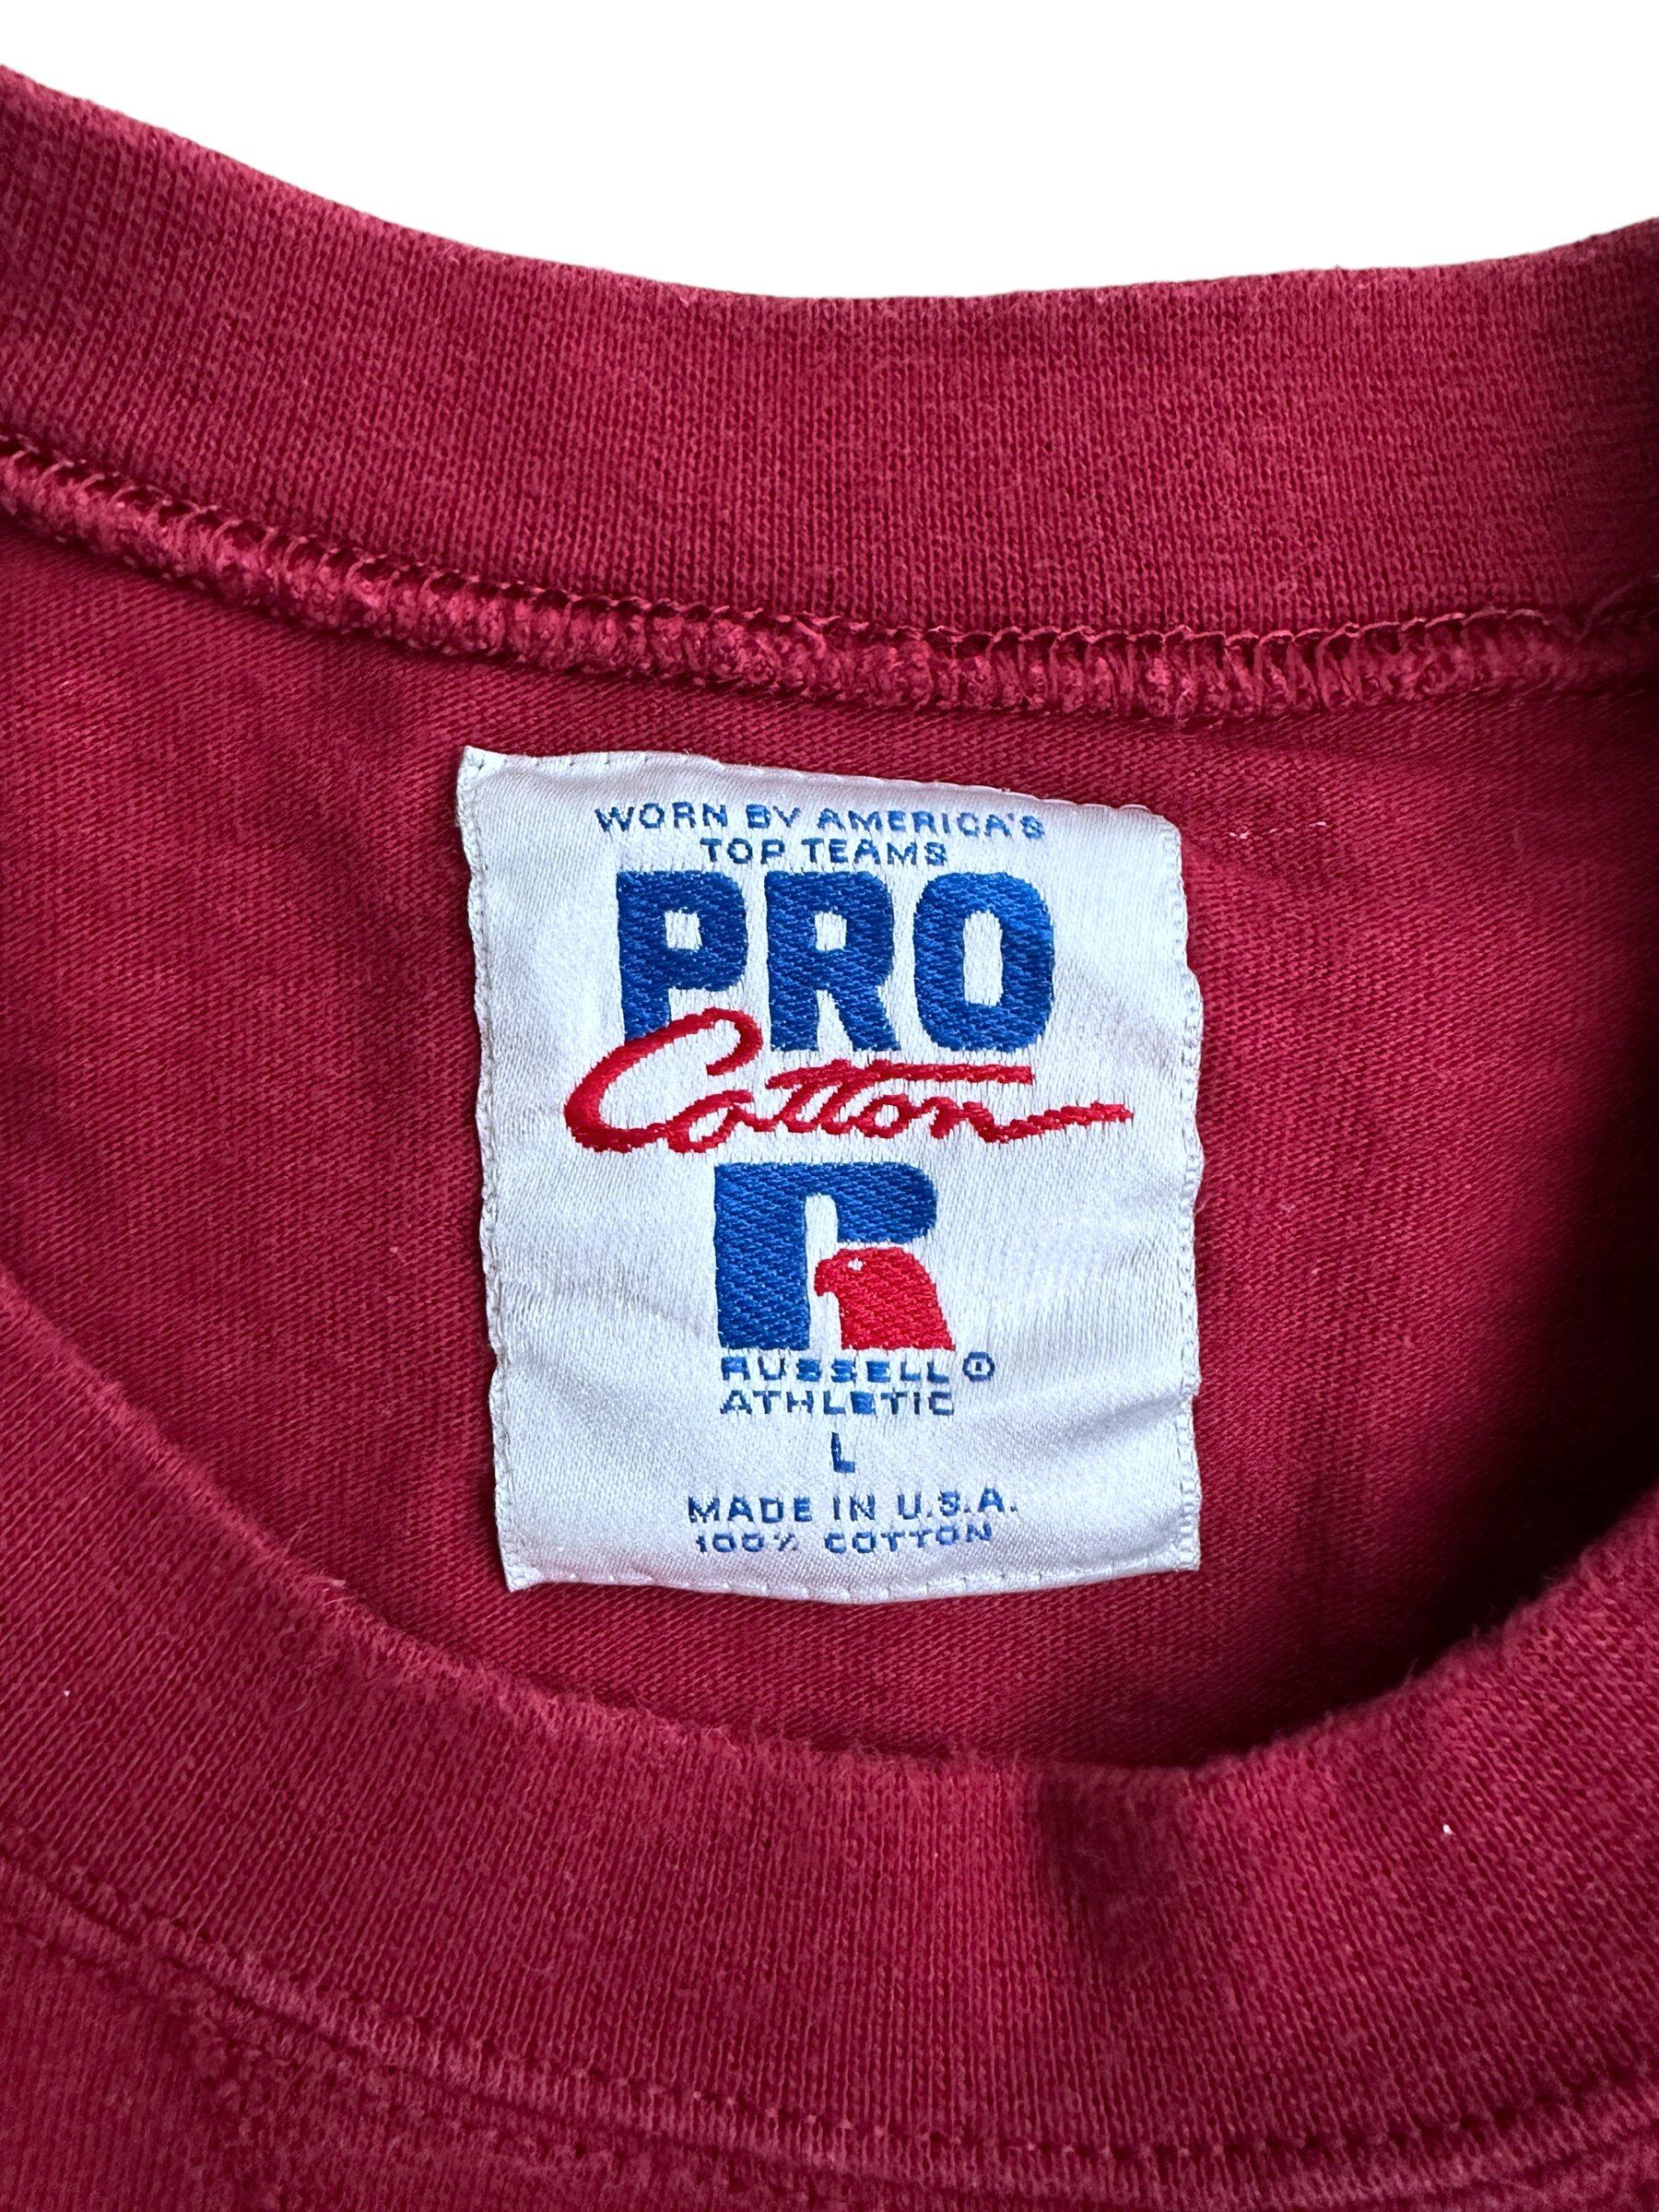 WORN BY AMERICA'S
TOP TEAMS
PRO
Cotton
R
RUSSELL®
ATHLETIC
L
MADE IN U.S.A.
100% COTTON